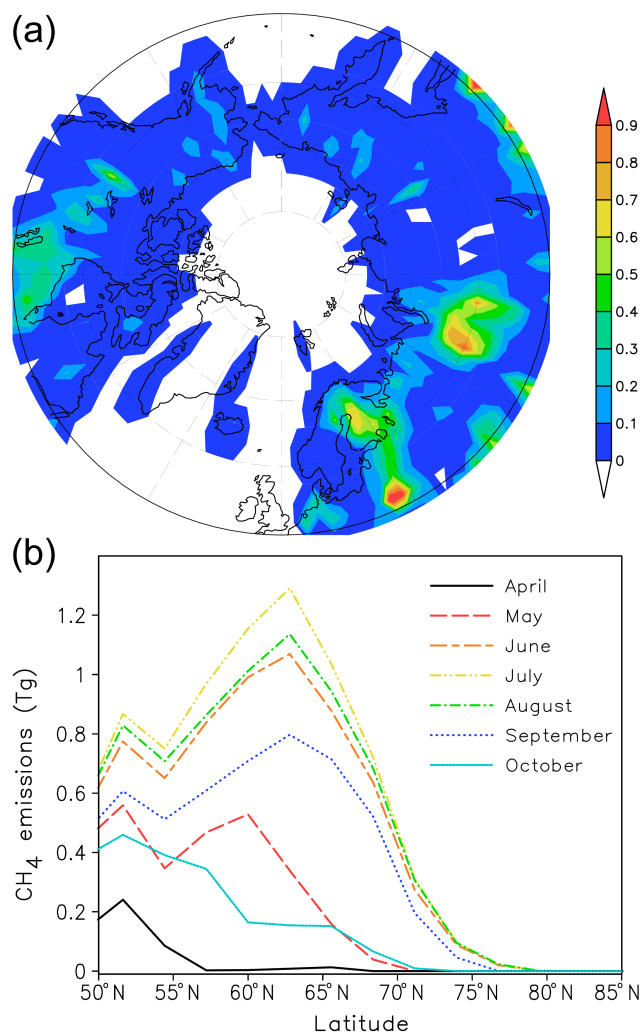 (a)
0.9
0.8
0.7
0.6
0.5
0.4
0.3
0.2
0.1
0
(b)
CH4 emissions (Tg)
1.2
1
0.8
0.6
0.4
0.2
0
April
May
June
July
August
September
October
50°N 55°N 60°N 65°N 70°N 75°N 80°N 85°N
Latitude